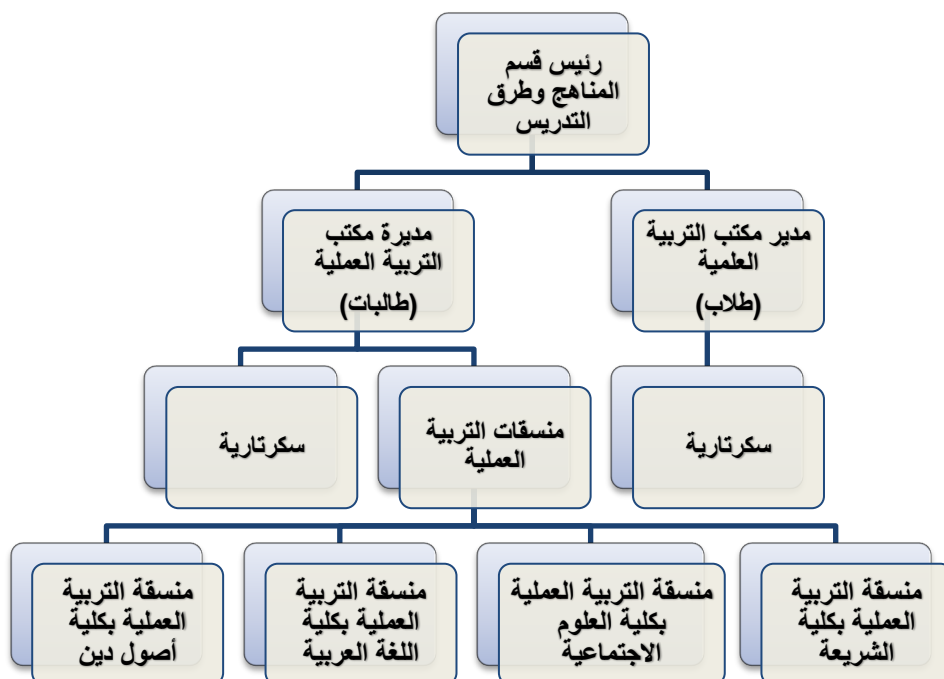 رئيس قسم
المناهج وطرق
التدريس
مدير مكتب التربية
العلمية
(طلاب)
مديرة مكتب
التربية العملية
(طالبات)
سكرتارية
منسقات التربية
العملية
سكرتارية
منسقة التربية
العملية بكلية
الشريعة
منسقة التربية العملية
بكلية العلوم
الاجتماعية
منسقة التربية
العملية بكلية
اللغة العربية
منسقة التربية
العملية بكلية
أصول دين